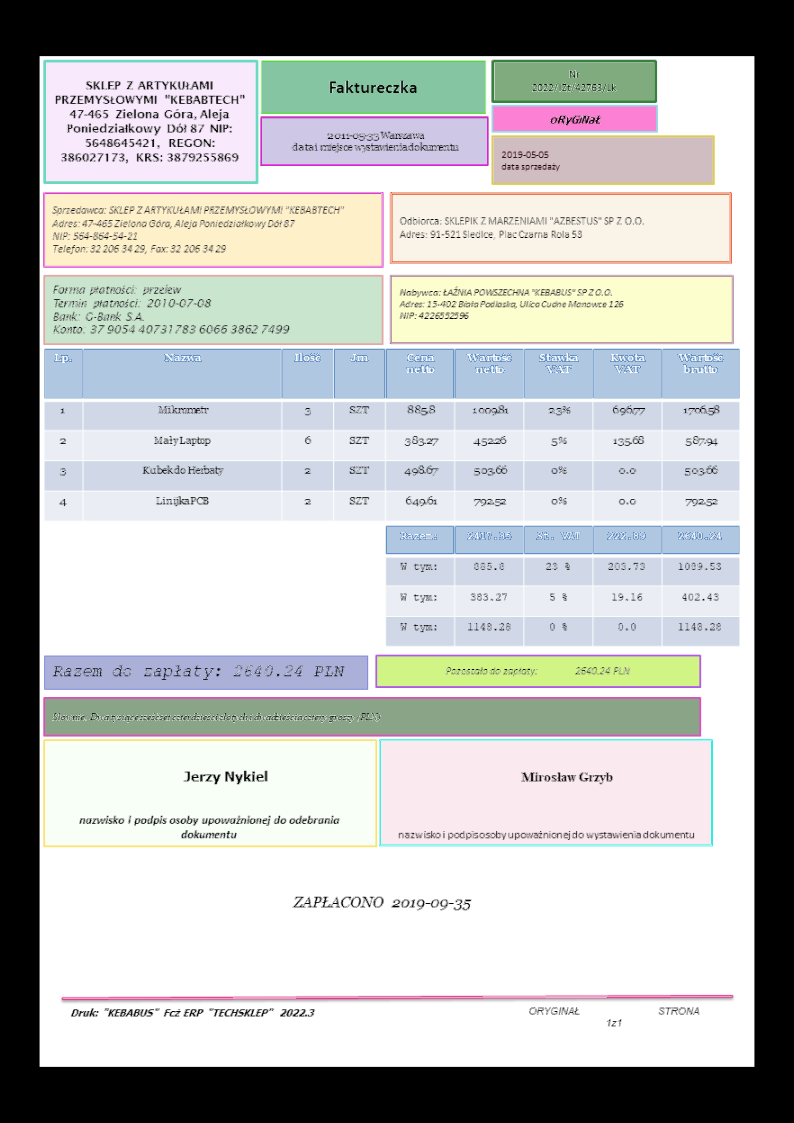 SKLEP Z ARTYKUŁAMI
PRZEMYSŁOWYMI "KEBABTECH"
47-465 Zielona Góra, Aleja
Poniedziałkowy Dół 87 NIP:
5648645421, REGON:
386027173, KRS: 3879255869
Faktureczka
2011-09-33 Warszawa
data i miejsce wystawienia dokumentu
Nr
2022/JZf/42763/Lk
oRyGiNał
2019-05-05
data sprzedaży
Sprzedawca: SKLEP Z ARTYKUŁAMI PRZEMYSŁOWYMI "KEBABTECH"
Adres: 47-465 Zielona Góra, Aleja Poniedziałkowy Dół 87
NIP: 564-864-54-21
Telefon: 32 206 34 29, Fax: 32 206 34 29
Odbiorca: SKLEPIK Z MARZENIAMI "AZBESTUS" SP Z O.O.
Adres: 91-521 Siedlce, Plac Czarna Rola 53
Forma płatności: przelew
Termin płatności: 2010-07-08
Bank: G-Bank S.A.
Konto: 37 9054 40731783 6066 3862 7499
Nabywca: ŁAŹNIA POWSZECHNA "KEBABUS" SP Z O.O.
Adres: 15-402 Biała Podlaska, Ulica Cudne Manowce 126
NIP: 4226552596
Lp. Nazwa Ilość Jm Cena netto Wartość netto Stawka VAT Kwota VAT Wartość brutto
1 Mikrometr 3 SZT 885.8 1009.81 23% 696.77 1706.58
2 Mały Laptop 6 SZT 383.27 452.26 5% 135.68 587.94
3 Kubek do Herbaty 2 SZT 498.67 503.66 0% 0.0 503.66
4 Linijka PCB 2 SZT 649.61 792.52 0% 0.0 792.52
Razem: 2417.35 ST. VAT 222.89 2640.24
W tym: 885.8 23 % 203.73 1089.53
W tym: 383.27 5 % 19.16 402.43
W tym: 1148.28 0 % 0.0 1148.28
Razem do zapłaty: 2640.24 PLN
Pozostało do zapłaty: 2640.24 PLN
Słownie: Dwa tysiące sześćset czterdzieści złotych i dwadzieścia cztery groszy (PLN)
Jerzy Nykiel
nazwisko i podpis osoby upoważnionej do odebrania
dokumentu
Mirosław Grzyb
nazwisko i podpis osoby upoważnionej do wystawienia dokumentu
ZAPŁACONO 2019-09-35
Druk: "KEBABUS" Fcż ERP "TECHSKLEP" 2022.3
ORYGINAŁ STRONA
1z1